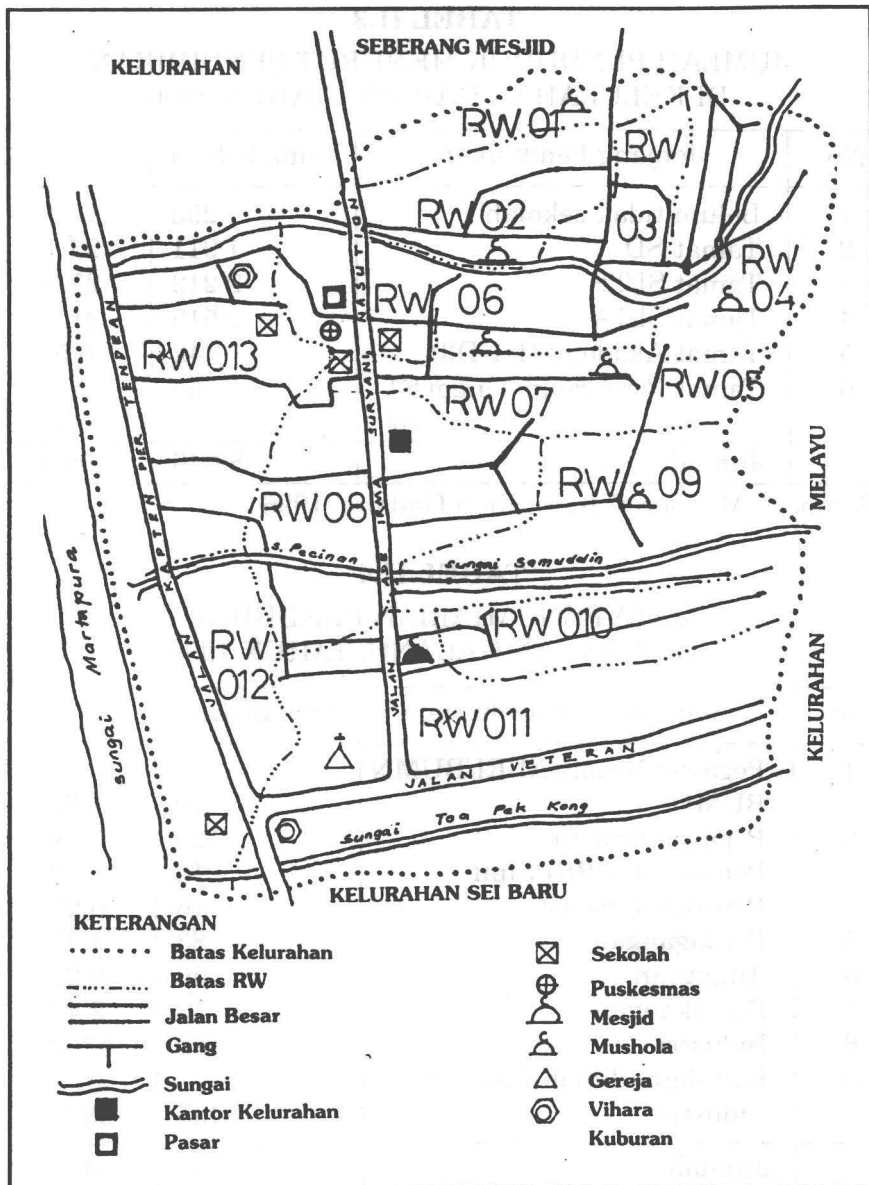 SEBERANG MESJID
KELURAHAN
RW 01
RW 03
RW 02
RW 04
RW 06
RW 013
RW 05
RW 07
RW 09
RW 08
S. Pecinan
Sungai Samuddin
RW 010
RW 012
RW 011
JALAN KAPTEN PIER TENDEAN
JALAN ADE IRMA SURYANI NASUTION
JALAN VETERAN
Sungai Toa Pek Kong
Sungai Martapura
MELAYU
KELURAHAN
KELURAHAN SEI BARU
KETERANGAN
Batas Kelurahan
Batas RW
Jalan Besar
Gang
Sungai
Kantor Kelurahan
Pasar
Sekolah
Puskesmas
Mesjid
Mushola
Gereja
Vihara
Kuburan